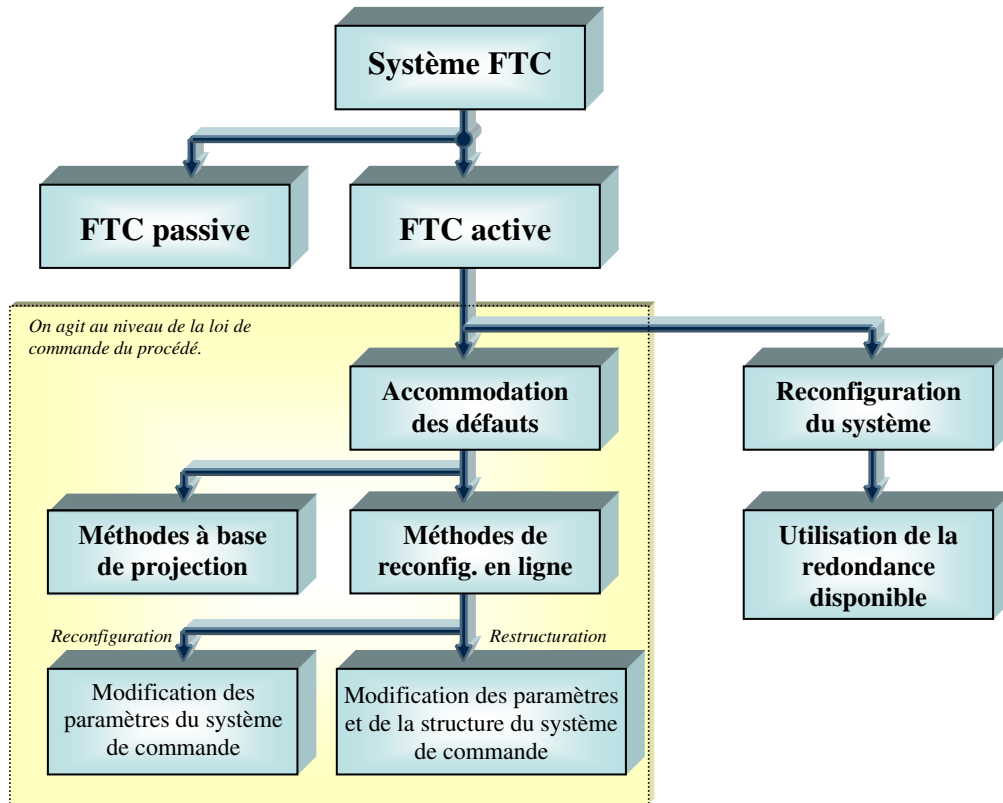 Système FTC
FTC passive
FTC active
On agit au niveau de la loi de
commande du procédé.
Accommodation
des défauts
Reconfiguration
du système
Méthodes à base
de projection
Méthodes de
reconfig. en ligne
Utilisation de la
redondance
disponible
Reconfiguration
Restructuration
Modification des
paramètres du système
de commande
Modification des paramètres
et de la structure du système
de commande